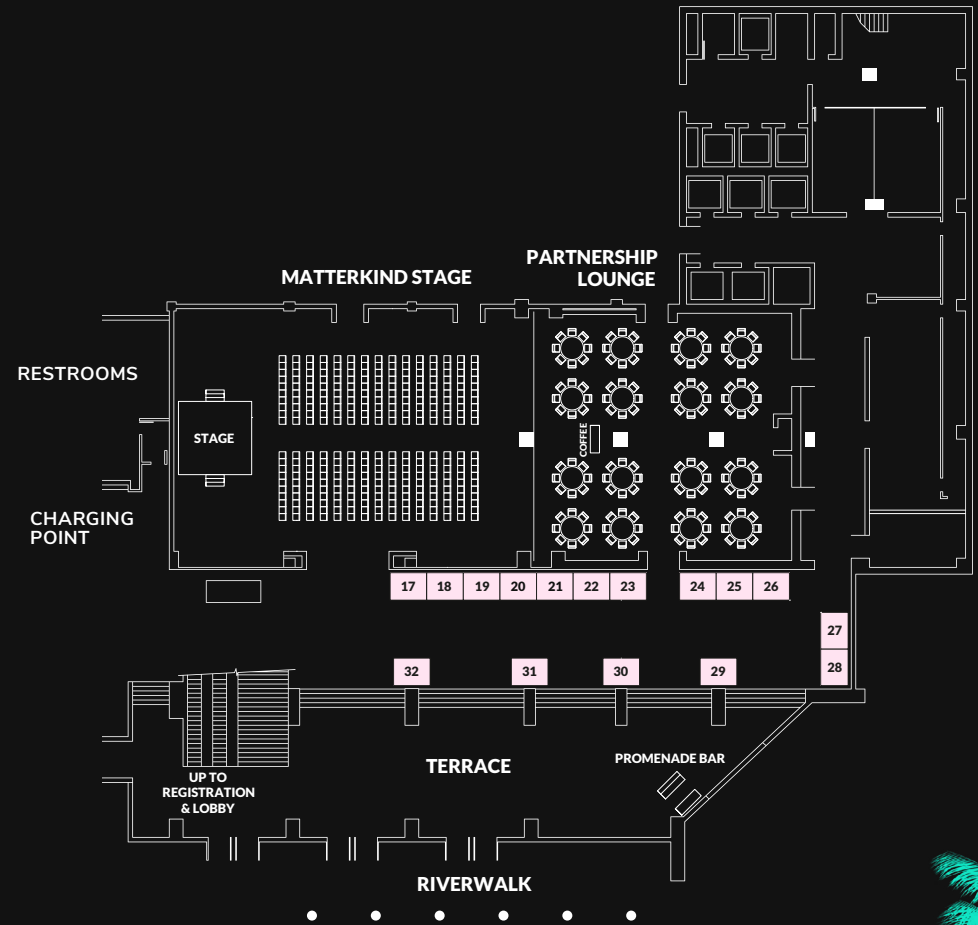 PARTNERSHIP
LOUNGE
MATTERKIND STAGE
RESTROOMS
STAGE
COFFEE
CHARGING
POINT
17
18
19
20
21
22
23
24
25
26
27
28
32
31
30
29
TERRACE
PROMENADE BAR
UP TO
REGISTRATION
& LOBBY
RIVERWALK